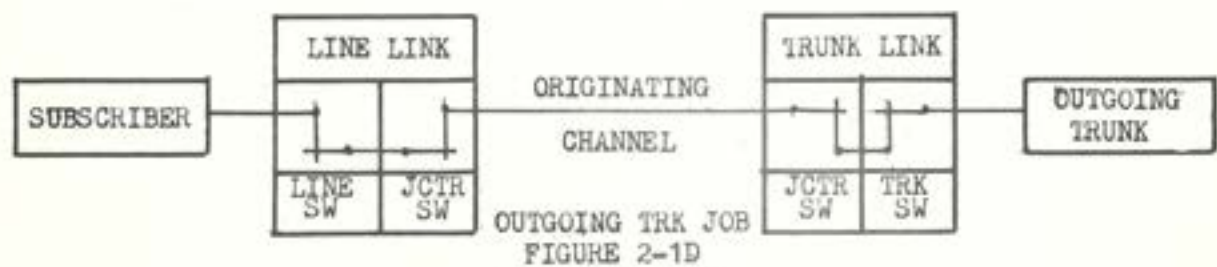 LINE LINK
TRUNK LINK
SUBSCRIBER
ORIGINATING
CHANNEL
OUTGOING
TRUNK
LINE
SW
JCTR
SW
JCTR
SW
TRK
SW
OUTGOING TRK JOB
FIGURE 2-1D